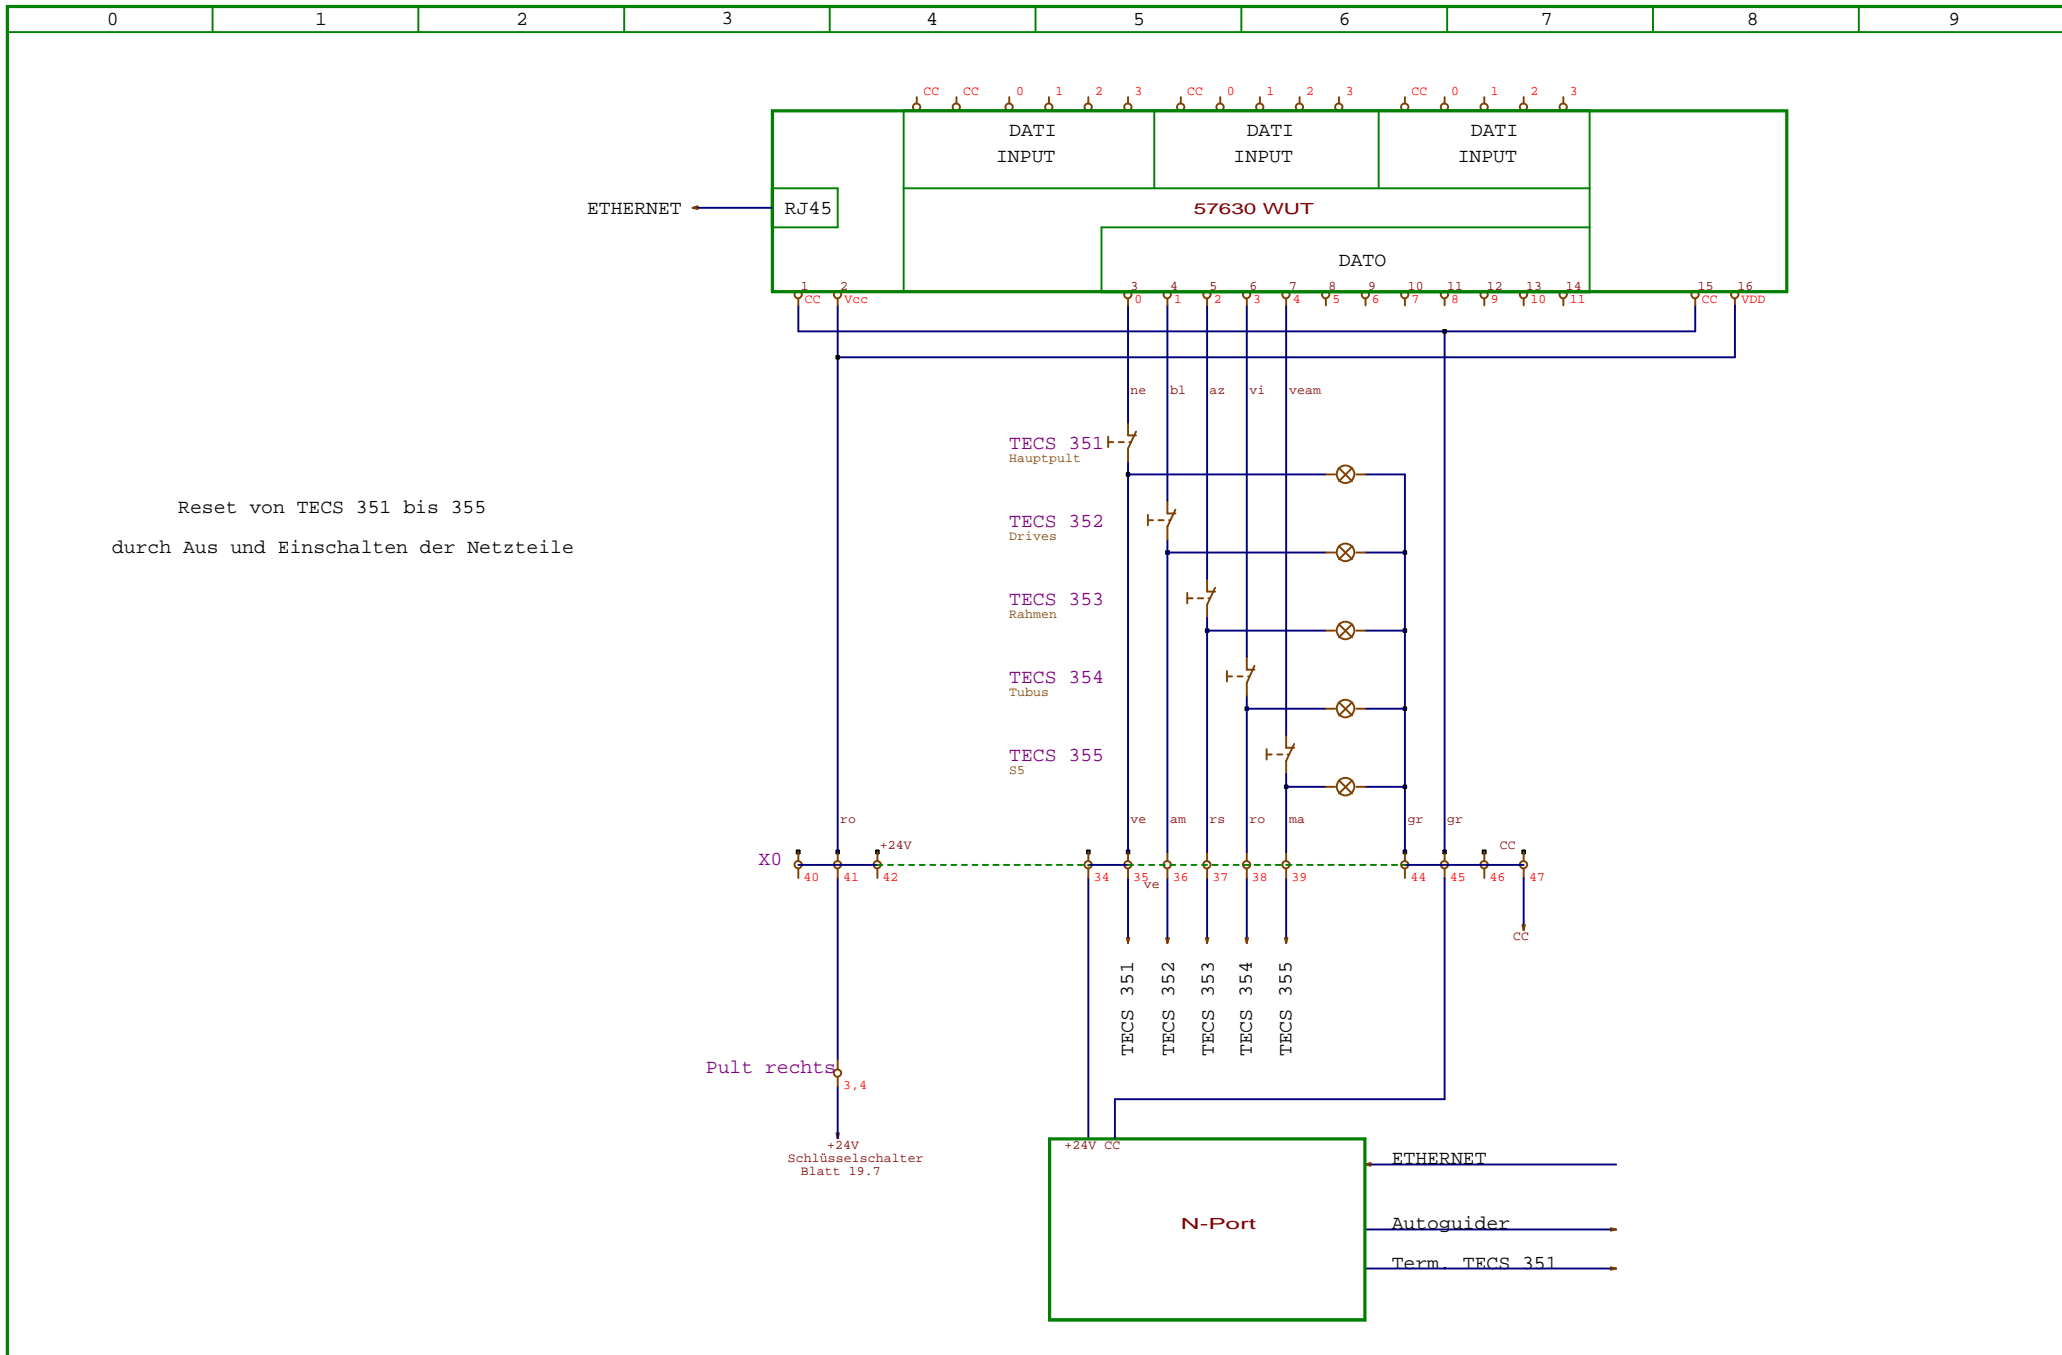 0 1 2 3 4 5 6 7 8 9
CC CC 0 1 2 3 CC 0 1 2 3 CC 0 1 2 3
DATI DATI DATI
INPUT INPUT INPUT
ETHERNET RJ45 57630 WUT
DATO
1 2 3 4 5 6 7 8 9 10 11 12 13 14 15 16
CC Vcc 0 1 2 3 4 5 6 7 8 9 10 11 CC VDD
ne bl az vi veam
TECS 351
Hauptpult
Reset von TECS 351 bis 355
durch Aus und Einschalten der Netzteile
TECS 352
Drives
TECS 353
Rahmen
TECS 354
Tubus
TECS 355
S5
ro ve am rs ro ma gr gr
X0 +24V CC
40 41 42 34 35 36 37 38 39 44 45 46 47
ve
CC
TECS 351
TECS 352
TECS 353
TECS 354
TECS 355
Pult rechts
3,4
+24V
Schlüsselschalter
Blatt 19.7
+24V CC
N-Port
ETHERNET
Autoguider
Term. TECS 351